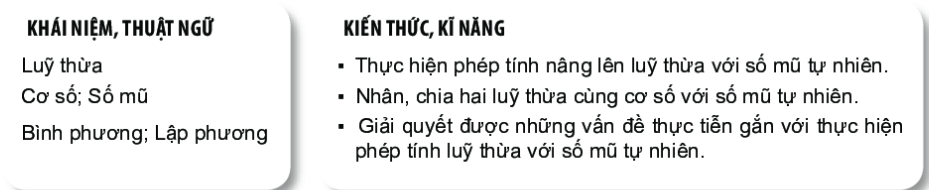 KHÁI NIỆM, THUẬT NGỮ
Luỹ thừa
Cơ số; Số mũ
Bình phương; Lập phương
KIẾN THỨC, KĨ NĂNG
▪ Thực hiện phép tính nâng lên luỹ thừa với số mũ tự nhiên.
▪ Nhân, chia hai luỹ thừa cùng cơ số với số mũ tự nhiên.
▪ Giải quyết được những vấn đề thực tiễn gắn với thực hiện
phép tính luỹ thừa với số mũ tự nhiên.